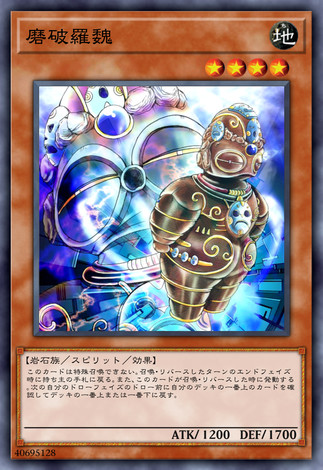 磨破羅魏
地
【岩石族／スピリット／効果】
このカードは特殊召喚できない。召喚・リバースしたターンのエンドフェイズ
時に持ち主の手札に戻る。また、このカードが召喚・リバースした時に発動する
。次の自分のドローフェイズのドロー前に自分のデッキの一番上のカードを確
認してデッキの一番上または一番下に戻す。
ATK/ 1200 DEF/1700
40695128